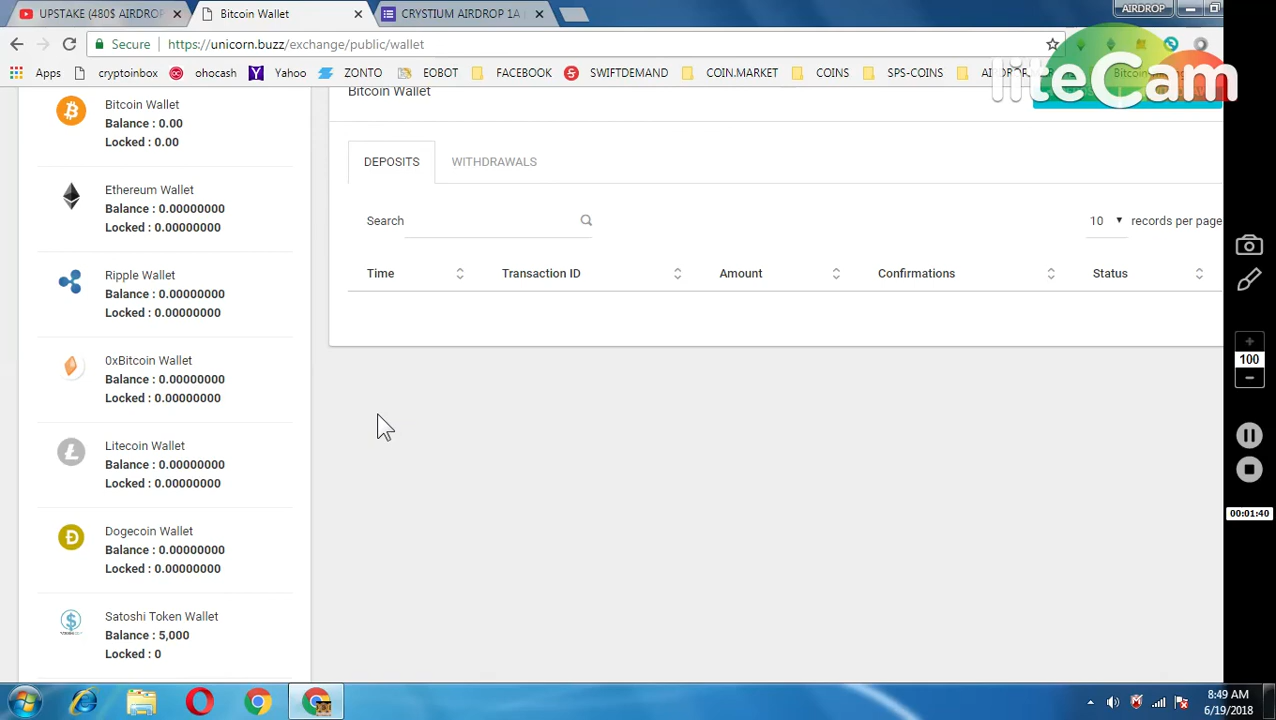 UPSTAKE (480$ AIRDROP
Bitcoin Wallet
CRYSTIUM AIRDROP 1A
AIRDROP
Secure
https://unicorn.buzz/exchange/public/wallet
Apps
cryptoinbox
ohocash
Yahoo
ZONTO
EOBOT
FACEBOOK
SWIFTDEMAND
COIN.MARKET
COINS
SPS-COINS
liteCam
Bitcoin Wallet
Balance : 0.00
Locked : 0.00
Ethereum Wallet
Balance : 0.00000000
Locked : 0.00000000
Ripple Wallet
Balance : 0.00000000
Locked : 0.00000000
0xBitcoin Wallet
Balance : 0.00000000
Locked : 0.00000000
Litecoin Wallet
Balance : 0.00000000
Locked : 0.00000000
Dogecoin Wallet
Balance : 0.00000000
Locked : 0.00000000
Satoshi Token Wallet
Balance : 5,000
Locked : 0
Bitcoin Wallet
DEPOSITS WITHDRAWALS
Search
10 records per page
Time Transaction ID Amount Confirmations Status
100
00:01:40
8:49 AM
6/19/2018